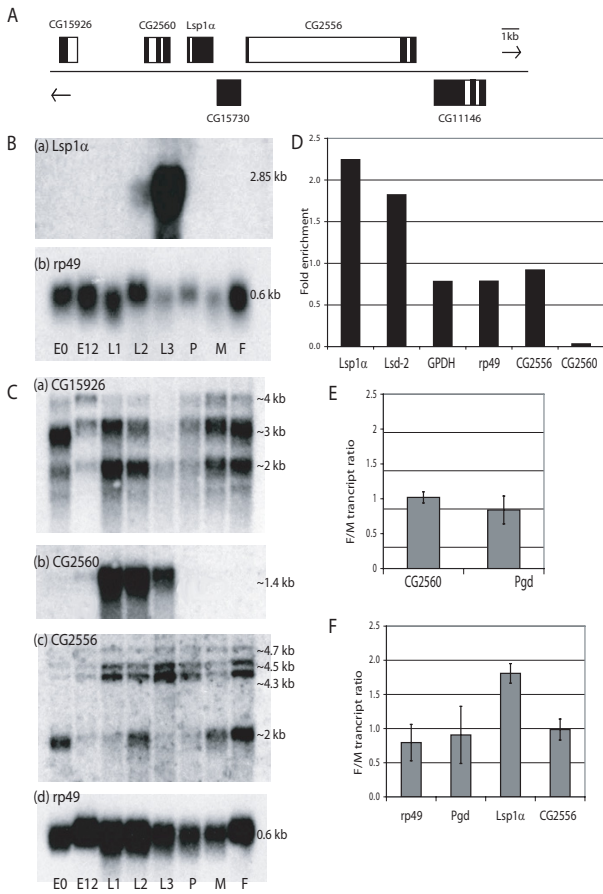 A
CG15926 CG2560 Lsp1α CG2556 1kb
CG15730 CG11146
B
(a) Lsp1α
2.85 kb
(b) rp49
0.6 kb
E0 E12 L1 L2 L3 P M F
C
(a) CG15926
~4 kb
~3 kb
~2 kb
(b) CG2560
~1.4 kb
(c) CG2556
~4.7 kb
~4.5 kb
~4.3 kb
~2 kb
(d) rp49
0.6 kb
E0 E12 L1 L2 L3 P M F
D
Fold enrichment
2.5
2.0
1.5
1.0
0.5
0.0
Lsp1α Lsd-2 GPDH rp49 CG2556 CG2560
E
F/M trancript ratio
2.5
2
1.5
1
0.5
0
CG2560 Pgd
F
F/M trancript ratio
2.5
2.0
1.5
1.0
0.5
0.0
rp49 Pgd Lsp1α CG2556